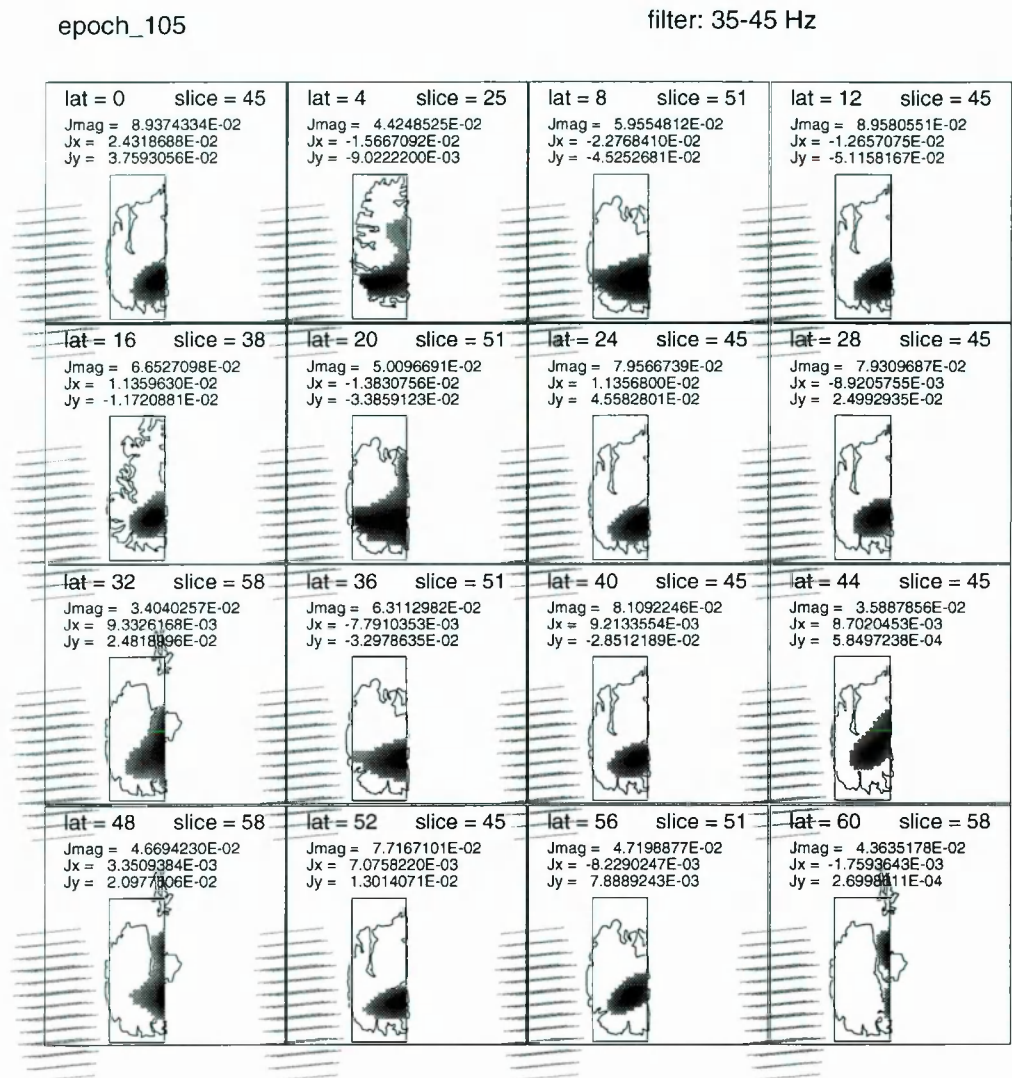 epoch_105
filter: 35-45 Hz
lat = 0 slice = 45
Jmag = 8.9374334E-02
Jx = 2.4318688E-02
Jy = 3.7593056E-02
lat = 4 slice = 25
Jmag = 4.4248525E-02
Jx = -1.5667092E-02
Jy = -9.0222200E-03
lat = 8 slice = 51
Jmag = 5.9554812E-02
Jx = -2.2768410E-02
Jy = -4.5252681E-02
lat = 12 slice = 45
Jmag = 8.9580551E-02
Jx = -1.2657075E-02
Jy = -5.1158167E-02
lat = 16 slice = 38
Jmag = 6.6527098E-02
Jx = 1.1359630E-02
Jy = -1.1720881E-02
lat = 20 slice = 51
Jmag = 5.0096691E-02
Jx = -1.3830756E-02
Jy = -3.3859123E-02
lat = 24 slice = 45
Jmag = 7.9566739E-02
Jx = 1.1356800E-02
Jy = 4.5582801E-02
lat = 28 slice = 45
Jmag = 7.9309687E-02
Jx = -8.9205755E-03
Jy = 2.4992935E-02
lat = 32 slice = 58
Jmag = 3.4040257E-02
Jx = 9.3326168E-03
Jy =
lat = 36 slice = 51
Jmag = 6.3112982E-02
Jx = -7.7910353E-03
Jy = -3.2978635E-02
lat = 40 slice = 45
Jmag = 8.1092246E-02
Jx = 9.2133554E-03
Jy = -2.8512189E-02
lat = 44 slice = 45
Jmag = 3.5887856E-02
Jx = 8.7020453E-03
Jy = 5.8497238E-04
lat = 48 slice = 58
Jmag = 4.6694230E-02
Jx = 3.3509384E-03
Jy =
lat = 52 slice = 45
Jmag = 7.7167101E-02
Jx = 7.0758220E-03
Jy = 1.3014071E-02
lat = 56 slice = 51
Jmag = 4.7198877E-02
Jx = -8.2290247E-03
Jy = 7.8889243E-03
lat = 60 slice = 58
Jmag = 4.3635178E-02
Jx = -1.7593643E-03
Jy =